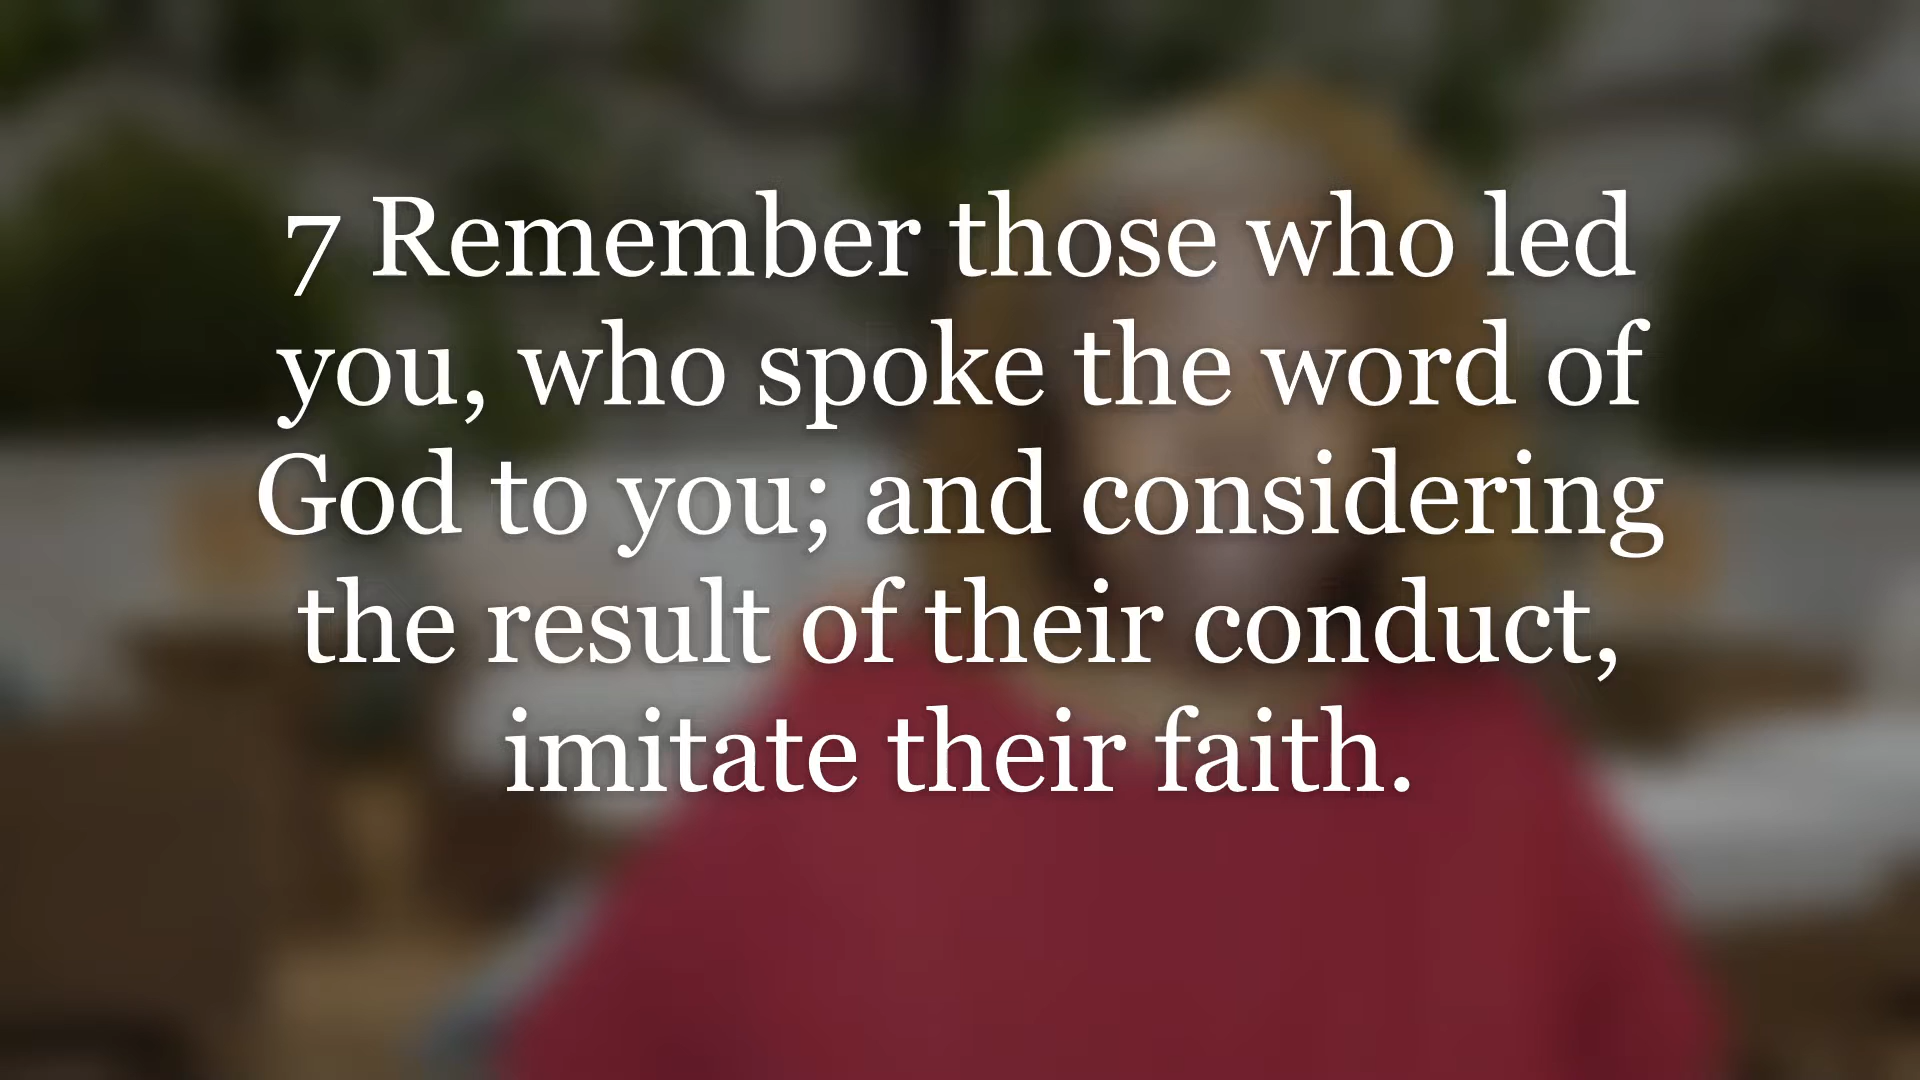 7 Remember those who led
you, who spoke the word of
God to you; and considering
the result of their conduct,
imitate their faith.